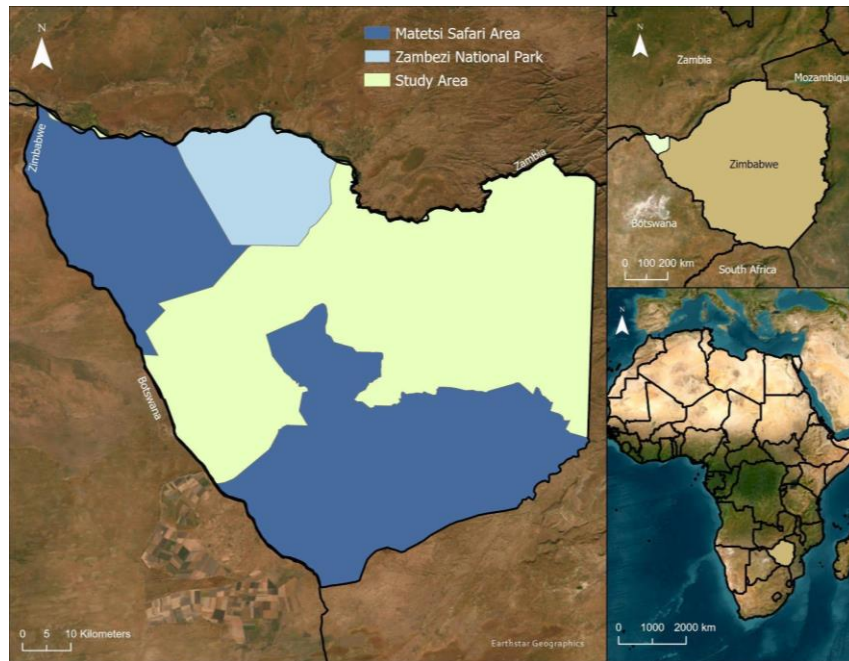 N
Matetsi Safari Area
Zambezi National Park
Study Area
Zimbabwe
Zambia
Botswana
0 5 10 Kilometers
Earthstar Geographics
N
Zambia
Mozambique
Zimbabwe
Botswana
0 100 200 km
South Africa
N
0 1000 2000 km